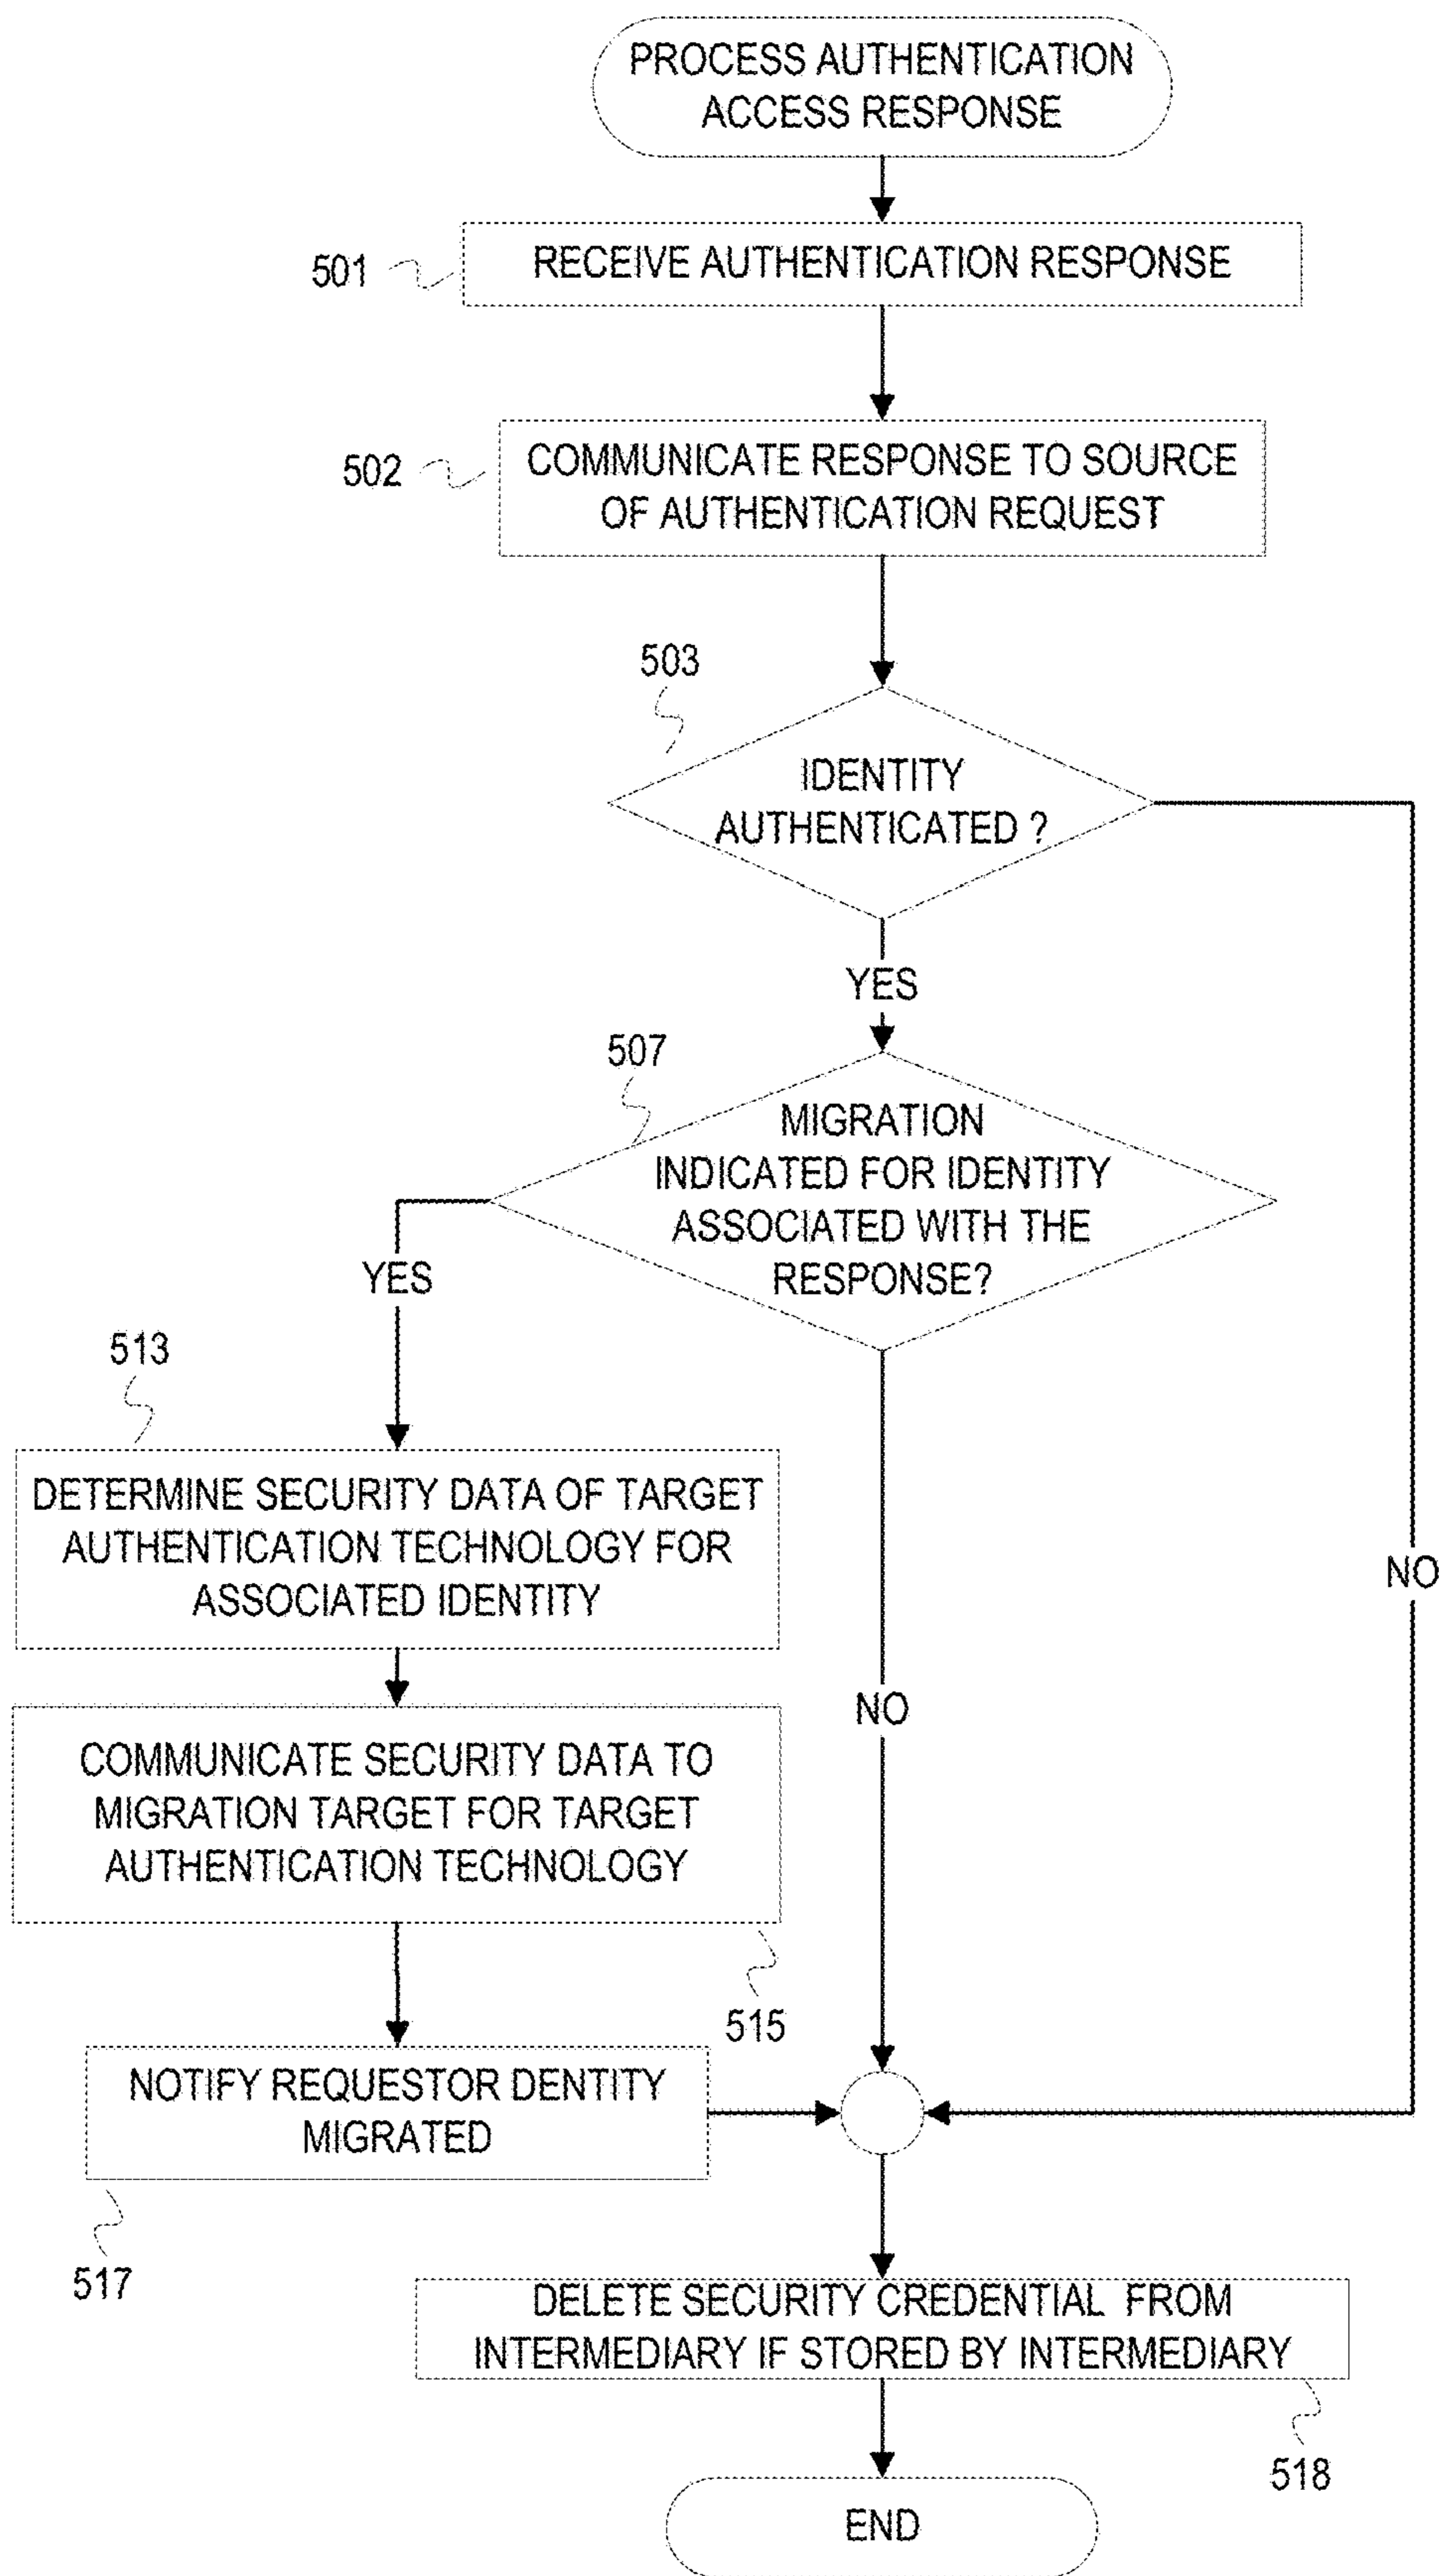 PROCESS AUTHENTICATION
ACCESS RESPONSE
501
RECEIVE AUTHENTICATION RESPONSE
502
COMMUNICATE RESPONSE TO SOURCE
OF AUTHENTICATION REQUEST
503
IDENTITY
AUTHENTICATED ?
YES
507
MIGRATION
INDICATED FOR IDENTITY
ASSOCIATED WITH THE
RESPONSE?
YES
513
DETERMINE SECURITY DATA OF TARGET
AUTHENTICATION TECHNOLOGY FOR
ASSOCIATED IDENTITY
NO
NO
COMMUNICATE SECURITY DATA TO
MIGRATION TARGET FOR TARGET
AUTHENTICATION TECHNOLOGY
515
NOTIFY REQUESTOR DENTITY
MIGRATED
517
DELETE SECURITY CREDENTIAL FROM
INTERMEDIARY IF STORED BY INTERMEDIARY
518
END